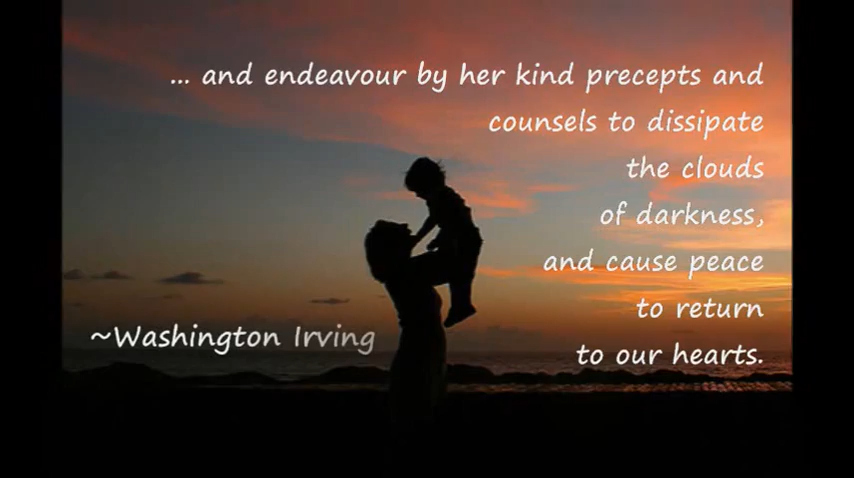 ... and endeavour by her kind precepts and
counsels to dissipate
the clouds
of darkness,
and cause peace
to return
to our hearts.
~Washington Irving